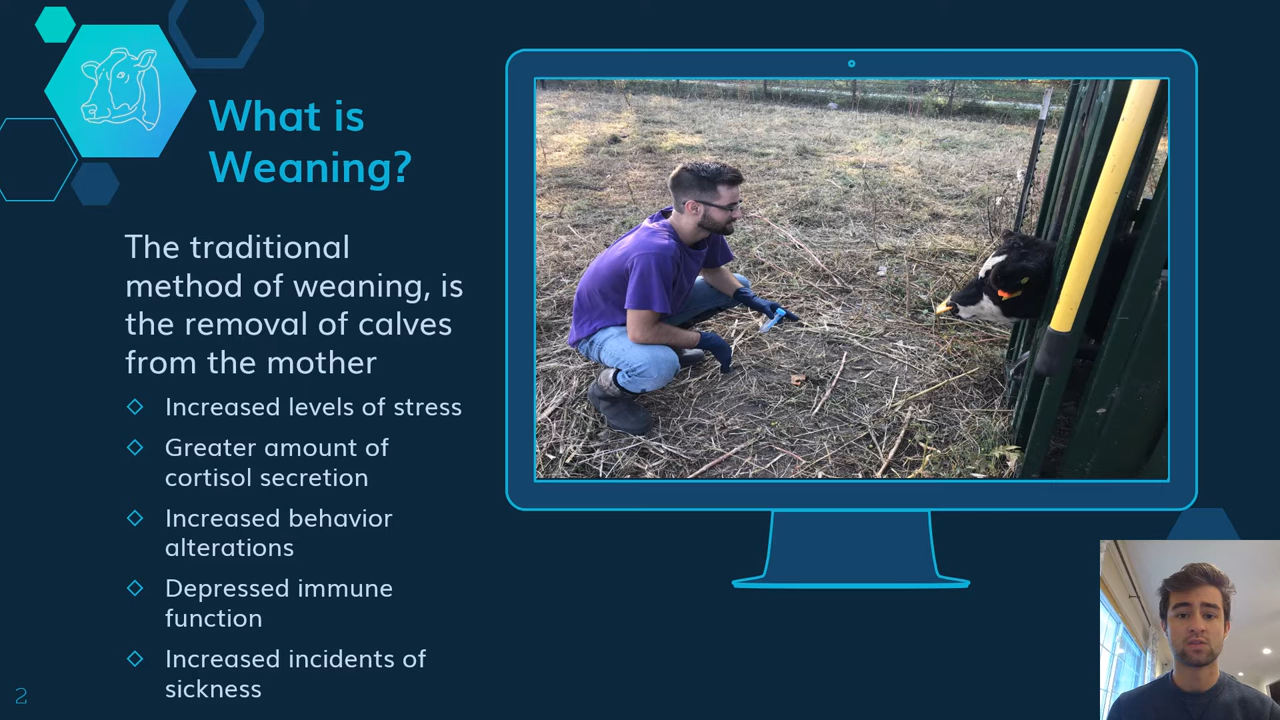 What is
Weaning?
The traditional
method of weaning, is
the removal of calves
from the mother
Increased levels of stress
Greater amount of
cortisol secretion
Increased behavior
alterations
Depressed immune
function
Increased incidents of
sickness
2